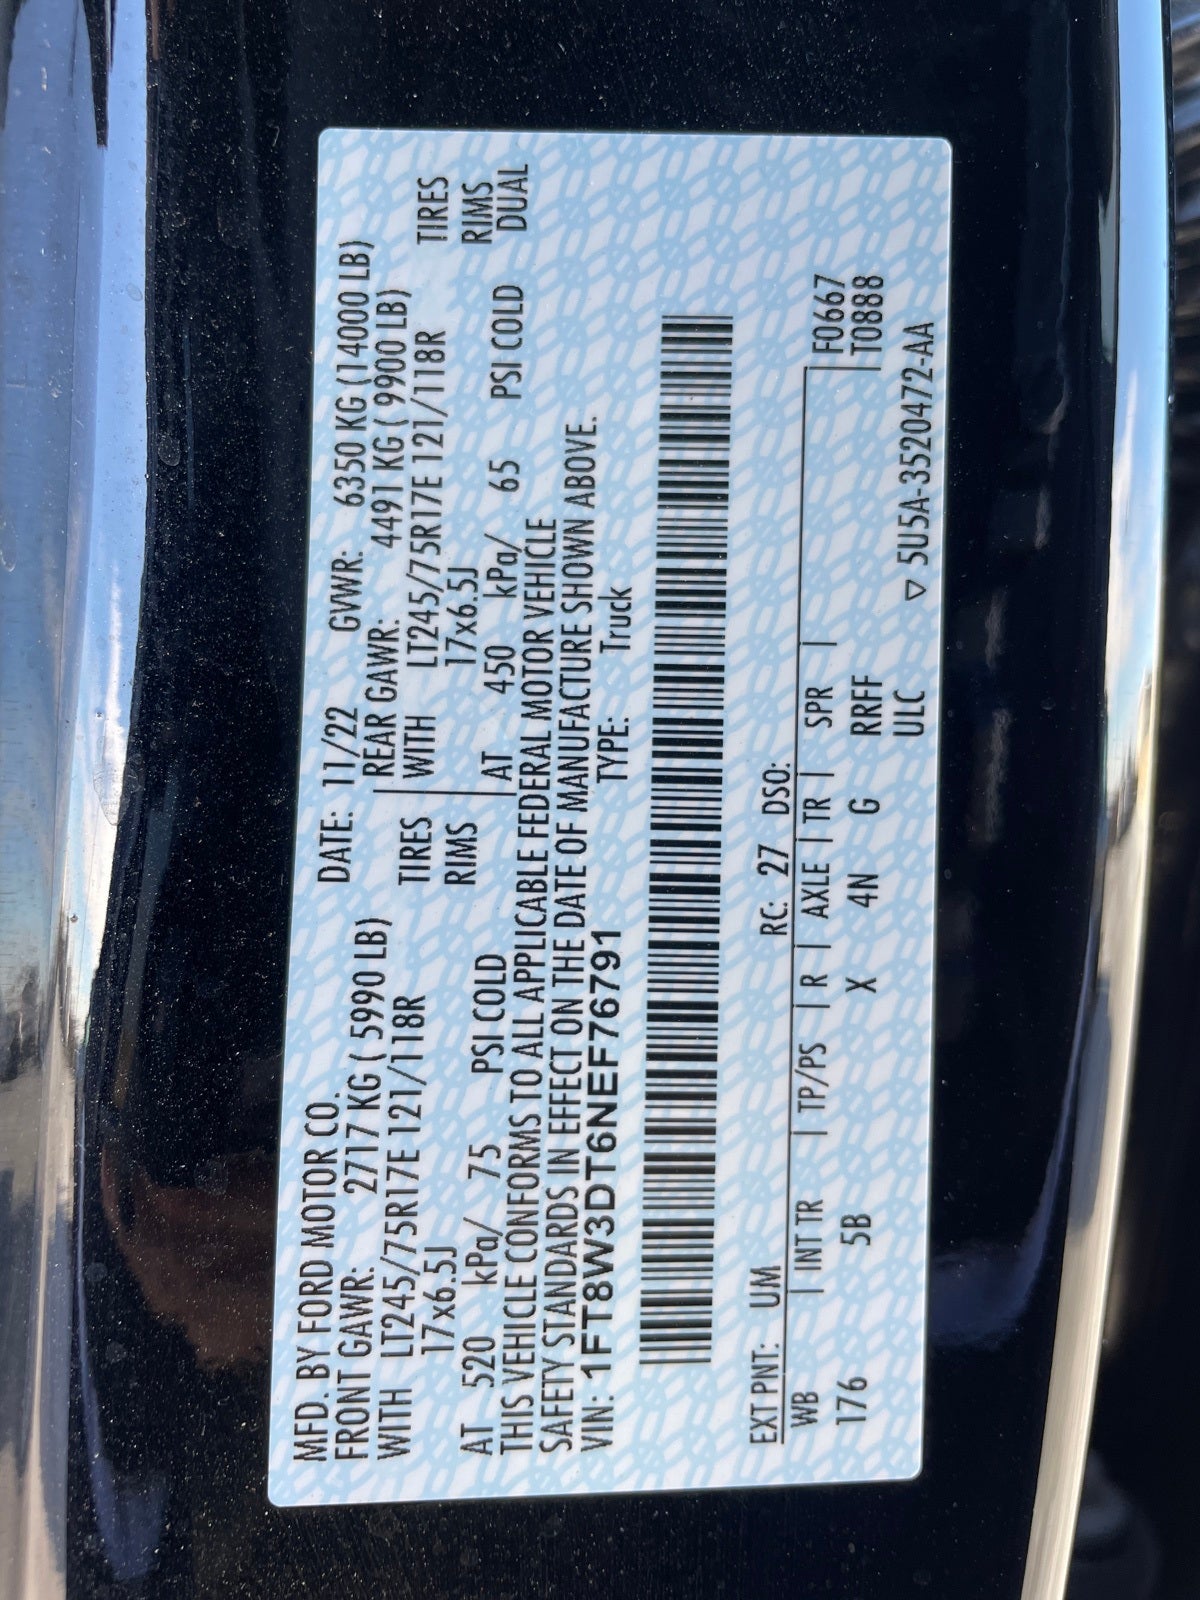 MFD. BY FORD MOTOR CO. DATE: 11/22 GVWR: 6350 KG (14000 LB)
FRONT GAWR: 2717 KG ( 5990 LB) REAR GAWR: 4491 KG ( 9900 LB)
WITH LT245/75R17E 121/118R TIRES WITH LT245/75R17E 121/118R TIRES
17x6.5J RIMS 17x6.5J RIMS
AT 520 kPa/ 75 PSI COLD AT 450 kPa/ 65 PSI COLD DUAL
THIS VEHICLE CONFORMS TO ALL APPLICABLE FEDERAL MOTOR VEHICLE
SAFETY STANDARDS IN EFFECT ON THE DATE OF MANUFACTURE SHOWN ABOVE.
VIN: 1FT8W3DT6NEF76791 TYPE: Truck
EXT PNT: UM RC: 27 DSO:
WB | INT TR | TP/PS | R | AXLE | TR | SPR | F0667
176 5B X 4N G RRFF T0888
ULC ▽ 5U5A-3520472-AA